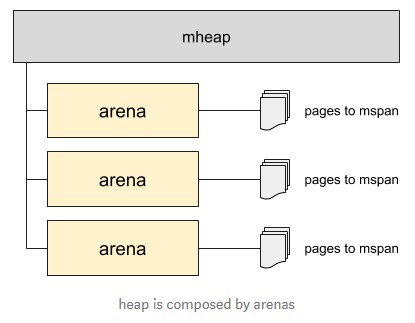 mheap
arena
pages to mspan
arena
pages to mspan
arena
pages to mspan
heap is composed by arenas